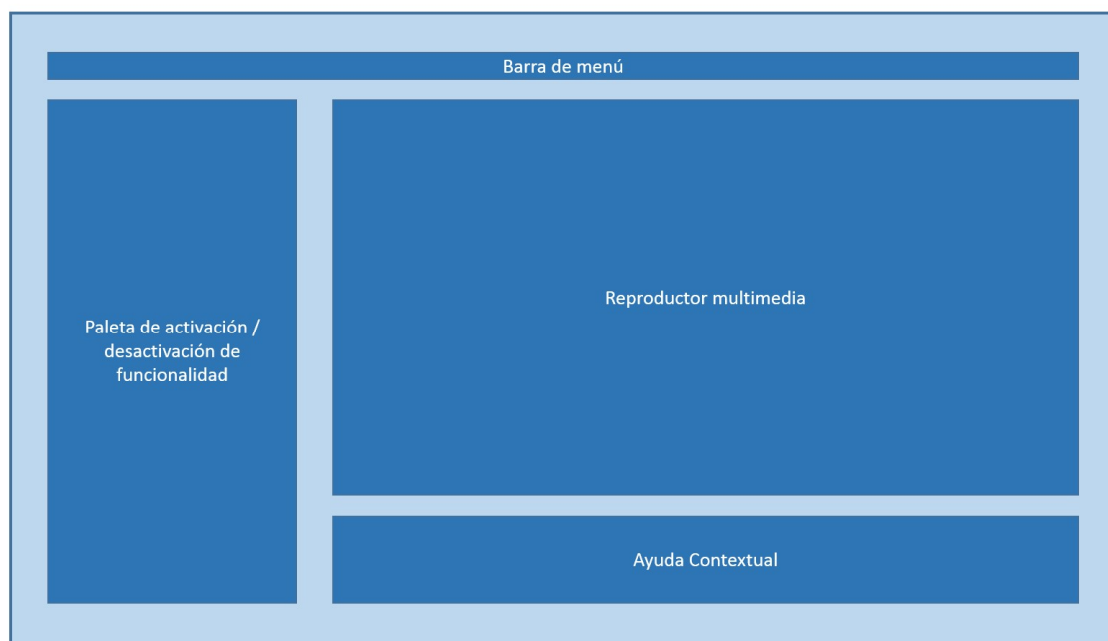 Barra de menú
Paleta de activación /
desactivación de
funcionalidad
Reproductor multimedia
Ayuda Contextual